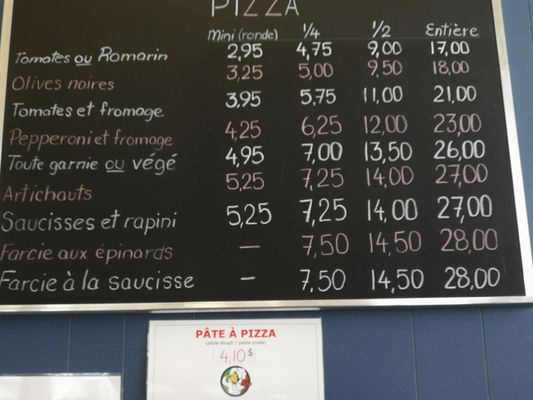 PIZZA
Mini (ronde) 1/4 1/2 Entière
Tomates ou Romarin 2,95 4,75 9,00 17,00
Olives noires 3,25 5,00 9,50 18,00
Tomates et fromage 3,95 5,75 11,00 21,00
Pepperoni et fromage 4,25 6,25 12,00 23,00
Toute garnie ou végé 4,95 7,00 13,50 26,00
Artichauts 5,25 7,25 14,00 27,00
Saucisses et rapini 5,25 7,25 14,00 27,00
Farcie aux épinards — 7,50 14,50 28,00
Farcie à la saucisse - 7,50 14,50 28,00
PÂTE À PIZZA
(pizza dough / pasta cruda)
4.10$